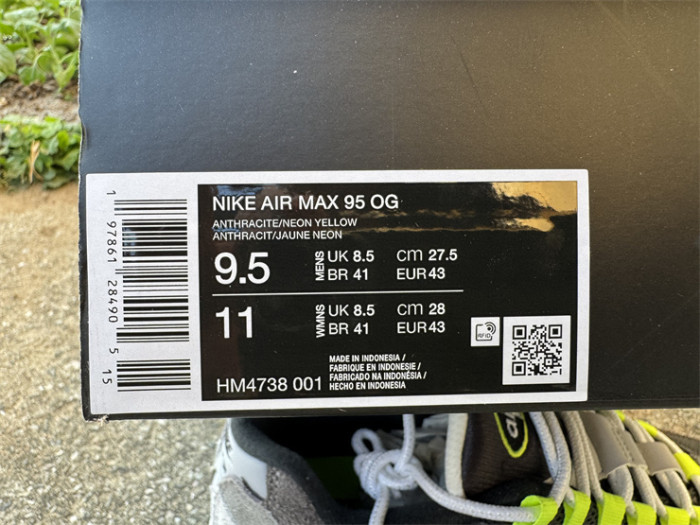 NIKE AIR MAX 95 OG
ANTHRACITE/NEON YELLOW
ANTHRACIT/JAUNE NEON
9.5 MENS UK 8.5 cm 27.5
BR 41 EUR 43
11 WMNS UK 8.5 cm 28
BR 41 EUR 43
RFID
HM4738 001
MADE IN INDONESIA /
FABRIQUE EN INDONESIE /
FABRICADO NA INDONÉSIA /
HECHO EN INDONESIA
1 97861 28490 5 15